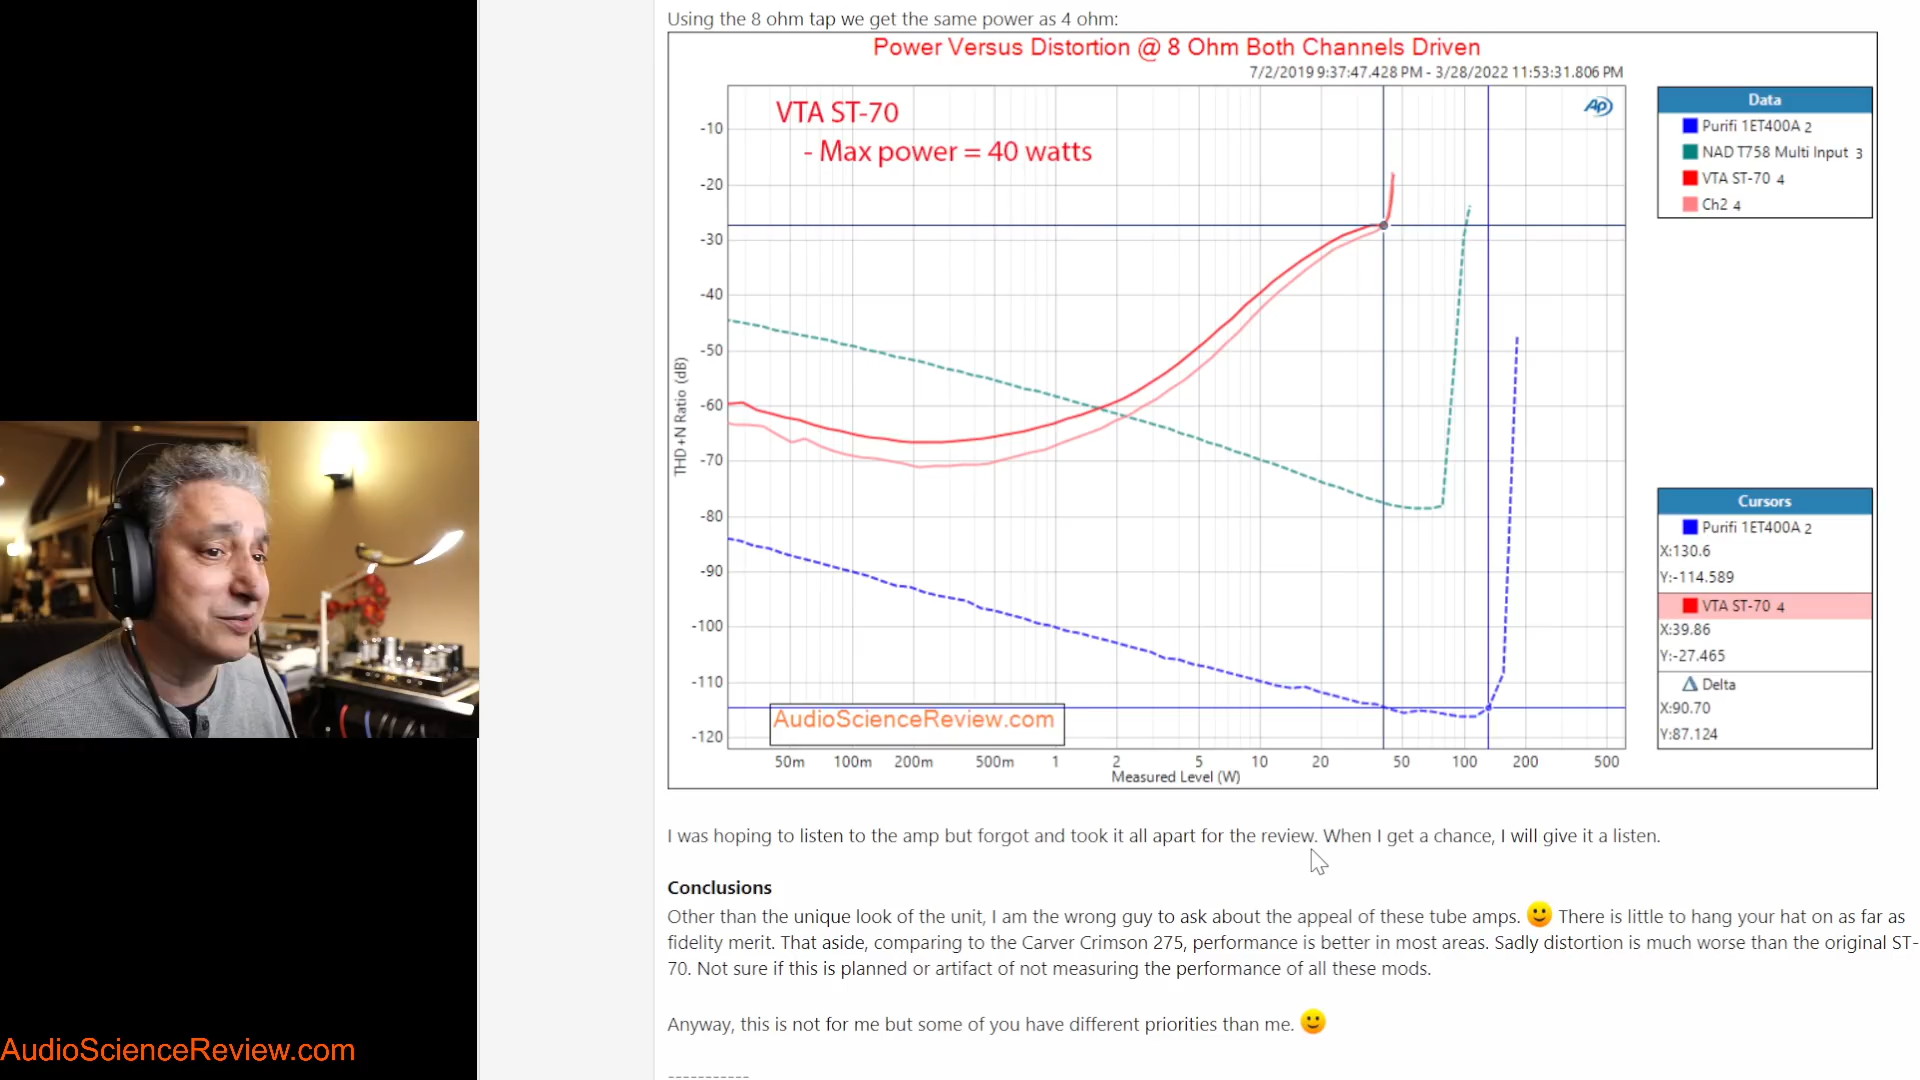 Using the 8 ohm tap we get the same power as 4 ohm:
Power Versus Distortion @ 8 Ohm Both Channels Driven
7/2/2019 9:37:47.428 PM - 3/28/2022 11:53:31.806 PM
VTA ST-70
- Max power = 40 watts
AP
-10
-20
-30
-40
-50
-60
-70
-80
-90
-100
-110
-120
THD+N Ratio (dB)
50m 100m 200m 500m 1 2 5 10 20 50 100 200 500
Measured Level (W)
AudioScienceReview.com
Data
Purifi 1ET400A 2
NAD T758 Multi Input 3
VTA ST-70 4
Ch2 4
Cursors
Purifi 1ET400A 2
X:130.6
Y:-114.589
VTA ST-70 4
X:39.86
Y:-27.465
Delta
X:90.70
Y:87.124
I was hoping to listen to the amp but forgot and took it all apart for the review. When I get a chance, I will give it a listen.
Conclusions
Other than the unique look of the unit, I am the wrong guy to ask about the appeal of these tube amps. 🙂 There is little to hang your hat on as far as
fidelity merit. That aside, comparing to the Carver Crimson 275, performance is better in most areas. Sadly distortion is much worse than the original ST-
70. Not sure if this is planned or artifact of not measuring the performance of all these mods.
Anyway, this is not for me but some of you have different priorities than me. 🙂
-----------
AudioScienceReview.com